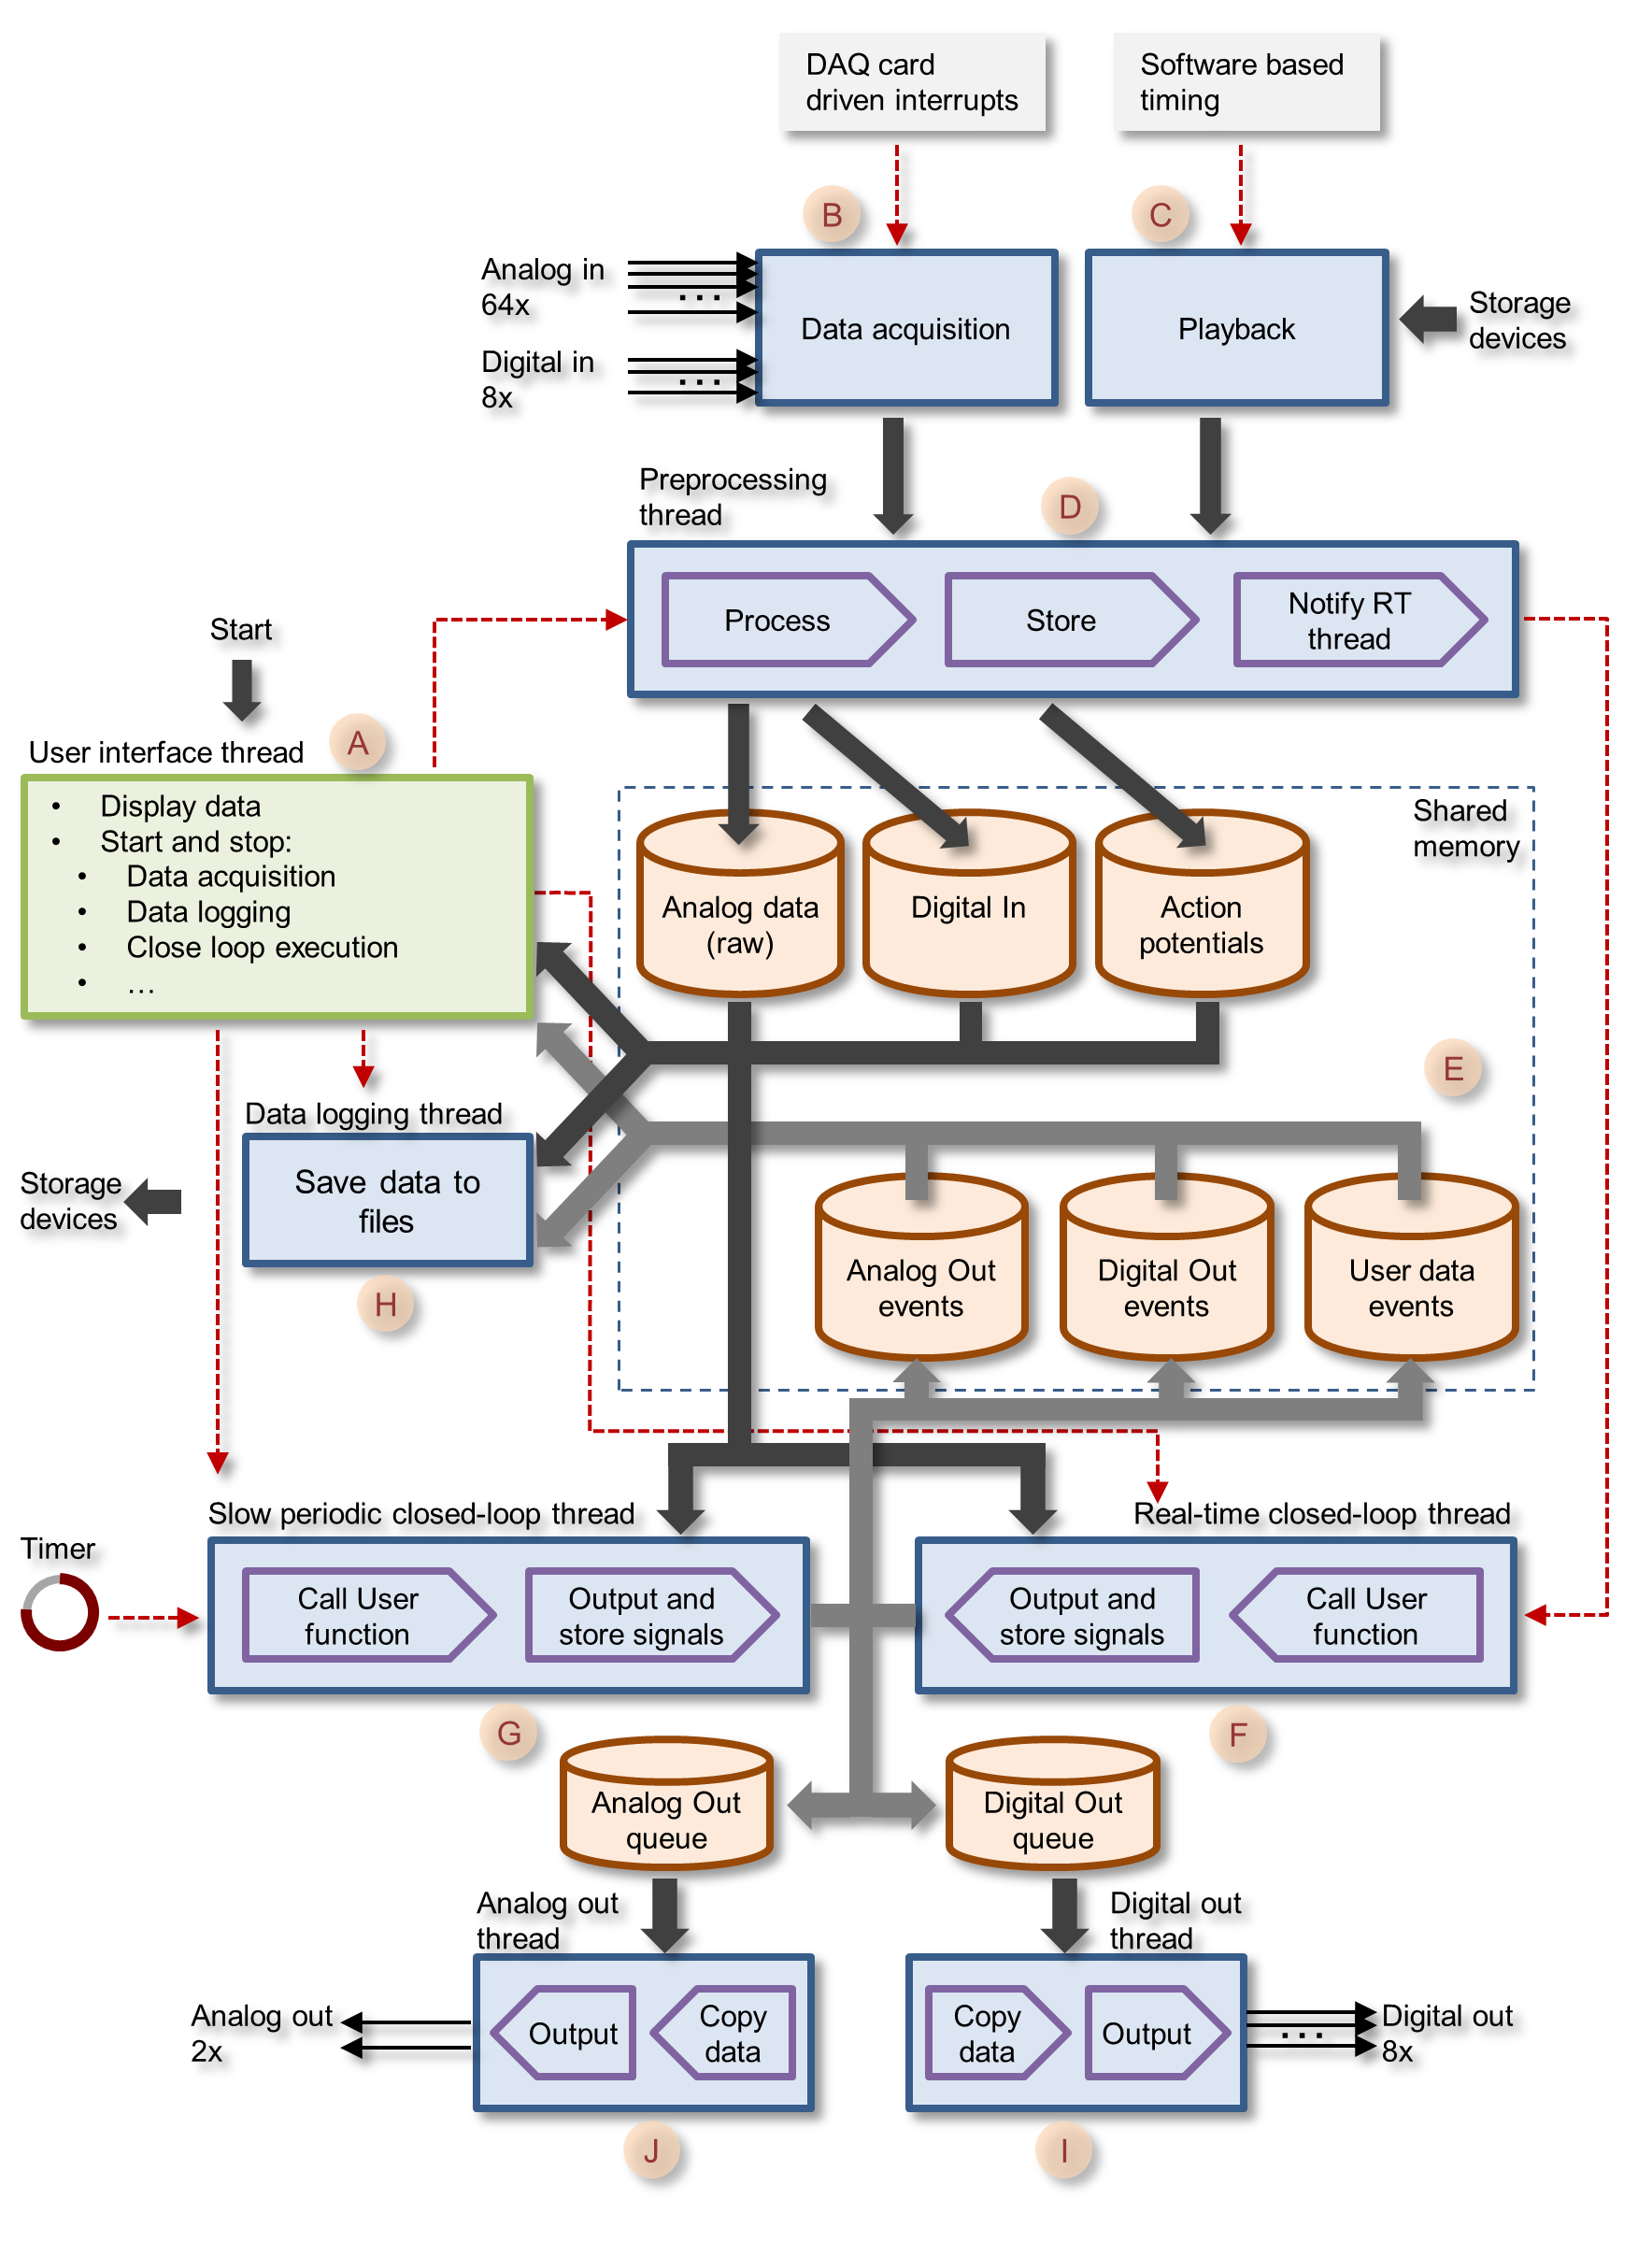 DAQ card
driven interrupts
Software based
timing
B
C
Analog in
64x
...
Digital in
8x
...
Data acquisition
Playback
Storage
devices
Preprocessing
thread
D
Process
Store
Notify RT
thread
Start
User interface thread
A
• Display data
• Start and stop:
• Data acquisition
• Data logging
• Close loop execution
• …
Shared
memory
Analog data
(raw)
Digital In
Action
potentials
E
Data logging thread
Save data to
files
Storage
devices
H
Analog Out
events
Digital Out
events
User data
events
Slow periodic closed-loop thread
Real-time closed-loop thread
Timer
Call User
function
Output and
store signals
Output and
store signals
Call User
function
G
F
Analog Out
queue
Digital Out
queue
Analog out
thread
Digital out
thread
Analog out
2x
Output
Copy
data
Copy
data
Output
...
Digital out
8x
J
I